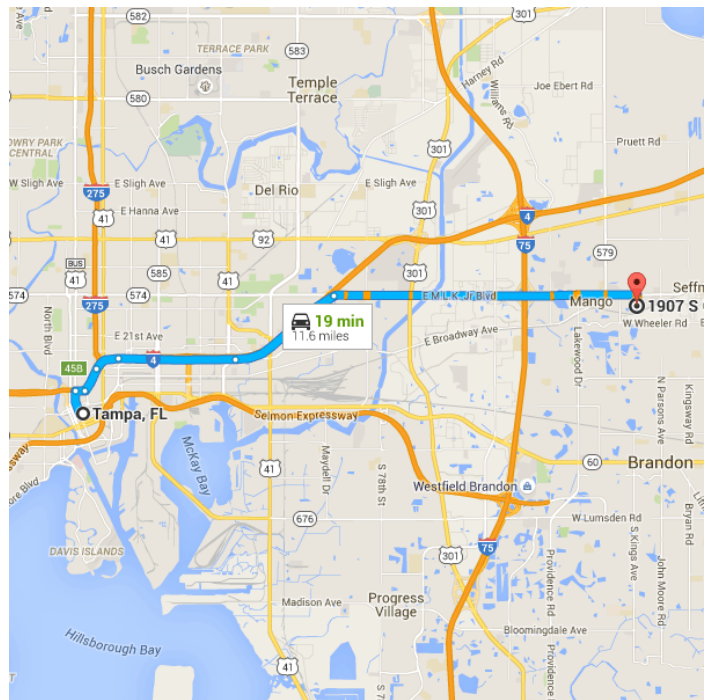 301
582
TERRACE PARK
583
Busch Gardens
Temple
Terrace
Harney Rd
Williams Rd
Joe Ebert Rd
580
301
Pruett Rd
W Sligh Ave
E Sligh Ave
Del Rio
E Sligh Ave
275
41
E Hanna Ave
301
4
41
92
75
579
BUS
41
585
301
574
574
275
E M.L.K. Jr Blvd
Mango
Seffn
1907 S
W Wheeler Rd
North Blvd
19 min
11.6 miles
E 21st Ave
E Broadway Ave
Lakewood Dr
45B
4
41
N Parsons Ave
Kingsway Rd
Tampa, FL
Selmon Expressway
McKay Bay
Maydell Dr
S 78th St
60
Brandon
Westfield Brandon
41
676
W Lumsden Rd
DAVIS ISLANDS
301
75
Providence Rd
S Kings Ave
John Moore Rd
Bryan Rd
Madison Ave
Progress
Village
Bloomingdale Ave
Hillsborough Bay
41
Providence